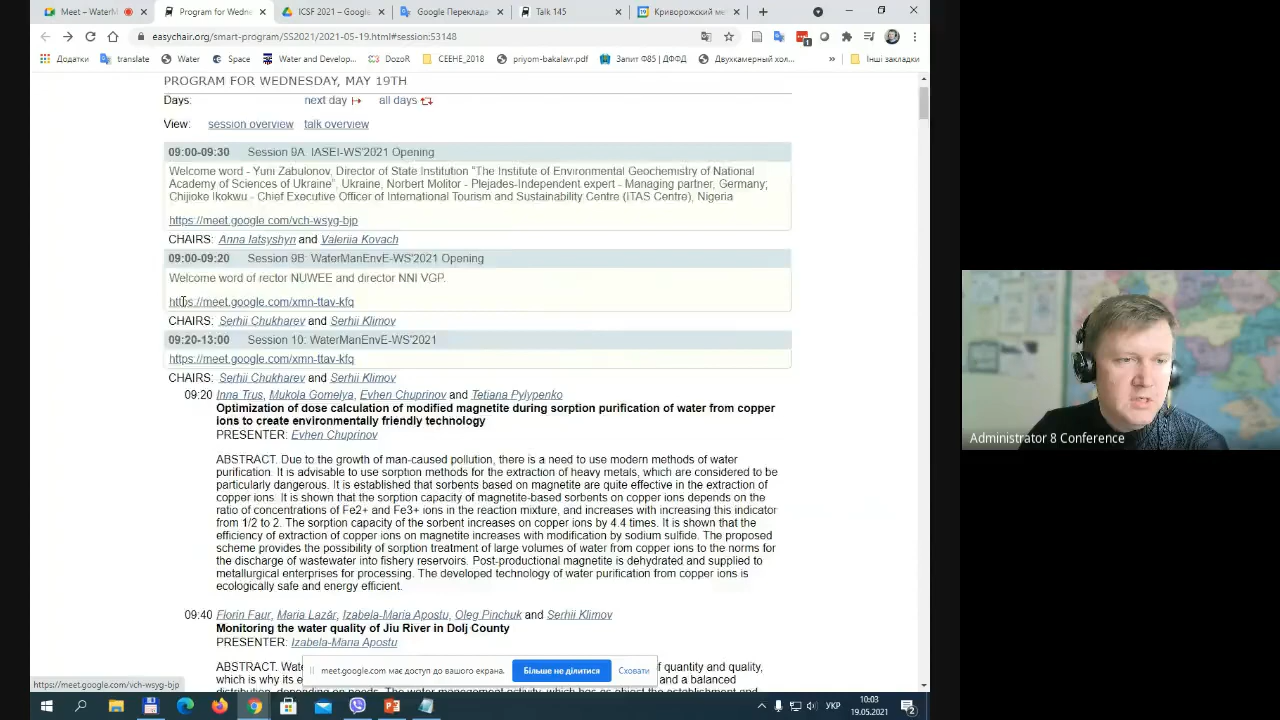 Meet – WaterM
Program for Wedne
ICSF 2021 – Google
Google Переклада
Talk 145
Криворожский ме
easychair.org/smart-program/SS2021/2021-05-19.html#session:53148
Додатки
translate
Water
Space
Water and Develop
DozoR
CEEHE_2018
priyom-bakalavr.pdf
Запит Ф85 | ДФФД
Двухкамерный хол...
»
Інші закладки
PROGRAM FOR WEDNESDAY, MAY 19TH
Days: next day all days
View: session overview talk overview
09:00-09:30 Session 9A: IASEI-WS'2021 Opening
Welcome word - Yurii Zabulonov, Director of State Institution "The Institute of Environmental Geochemistry of National
Academy of Sciences of Ukraine", Ukraine, Norbert Molitor - Plejades-Independent expert - Managing partner, Germany;
Chijioke Ikokwu - Chief Executive Officer of International Tourism and Sustainability Centre (ITAS Centre), Nigeria
https://meet.google.com/vch-wsyg-bjp
CHAIRS: Anna Iatsyshyn and Valeriia Kovach
09:00-09:20 Session 9B: WaterManEnvE-WS'2021 Opening
Welcome word of rector NUWEE and director NNI VGP.
https://meet.google.com/xmn-ttav-kfq
CHAIRS: Serhii Chukharev and Serhii Klimov
09:20-13:00 Session 10: WaterManEnvE-WS'2021
https://meet.google.com/xmn-ttav-kfq
CHAIRS: Serhii Chukharev and Serhii Klimov
09:20 Inna Trus, Mukola Gomelya, Evhen Chuprinov and Tetiana Pylypenko
Optimization of dose calculation of modified magnetite during sorption purification of water from copper
ions to create environmentally friendly technology
PRESENTER: Evhen Chuprinov
ABSTRACT. Due to the growth of man-caused pollution, there is a need to use modern methods of water
purification. It is advisable to use sorption methods for the extraction of heavy metals, which are considered to be
particularly dangerous. It is established that sorbents based on magnetite are quite effective in the extraction of
copper ions. It is shown that the sorption capacity of magnetite-based sorbents on copper ions depends on the
ratio of concentrations of Fe2+ and Fe3+ ions in the reaction mixture, and increases with increasing this indicator
from 1/2 to 2. The sorption capacity of the sorbent increases on copper ions by 4.4 times. It is shown that the
efficiency of extraction of copper ions on magnetite increases with modification by sodium sulfide. The proposed
scheme provides the possibility of sorption treatment of large volumes of water from copper ions to the norms for
the discharge of wastewater into fishery reservoirs. Post-productional magnetite is dehydrated and supplied to
metallurgical enterprises for processing. The developed technology of water purification from copper ions is
ecologically safe and energy efficient.
09:40 Florin Faur, Maria Lazăr, Izabela-Maria Apostu, Oleg Pinchuk and Serhii Klimov
Monitoring the water quality of Jiu River in Dolj County
PRESENTER: Izabela-Maria Apostu
ABSTRACT. Wate
f quantity and quality,
which is why its e
and a balanced
meet.google.com має доступ до вашого екрана.
Більше не ділитися
Сховати
https://meet.google.com/vch-wsyg-bjp
УКР
10:03
19.05.2021
2
Administrator 8 Conference